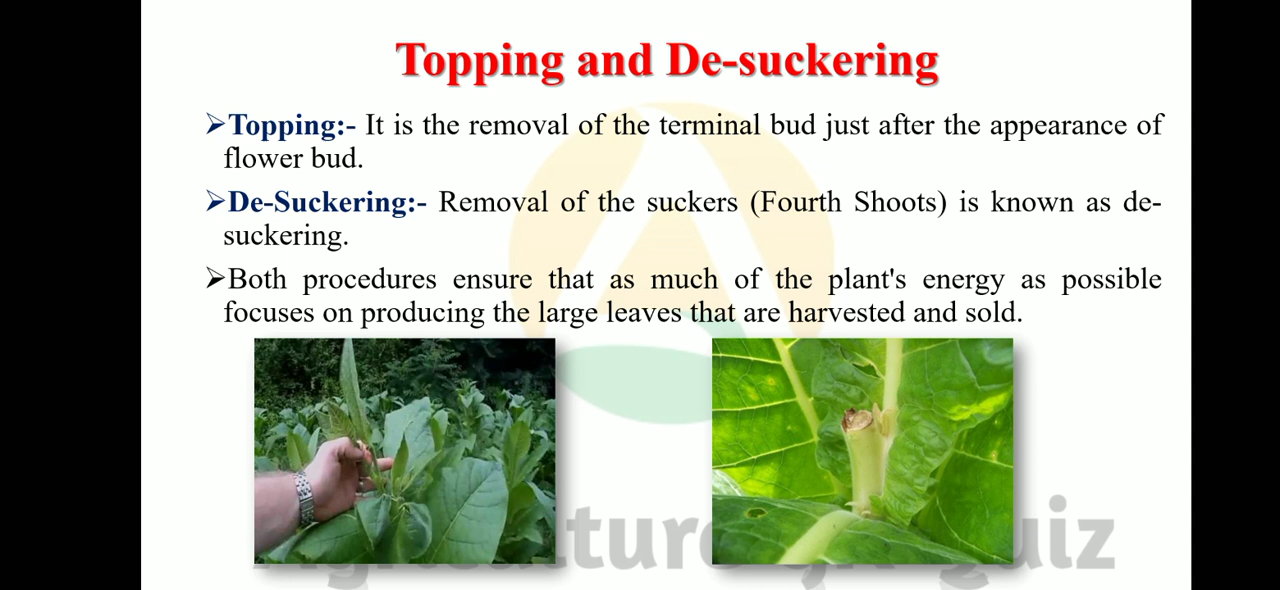 Topping and De-suckering
➢Topping:- It is the removal of the terminal bud just after the appearance of
flower bud.
➢De-Suckering:- Removal of the suckers (Fourth Shoots) is known as de-
suckering.
➢Both procedures ensure that as much of the plant's energy as possible
focuses on producing the large leaves that are harvested and sold.